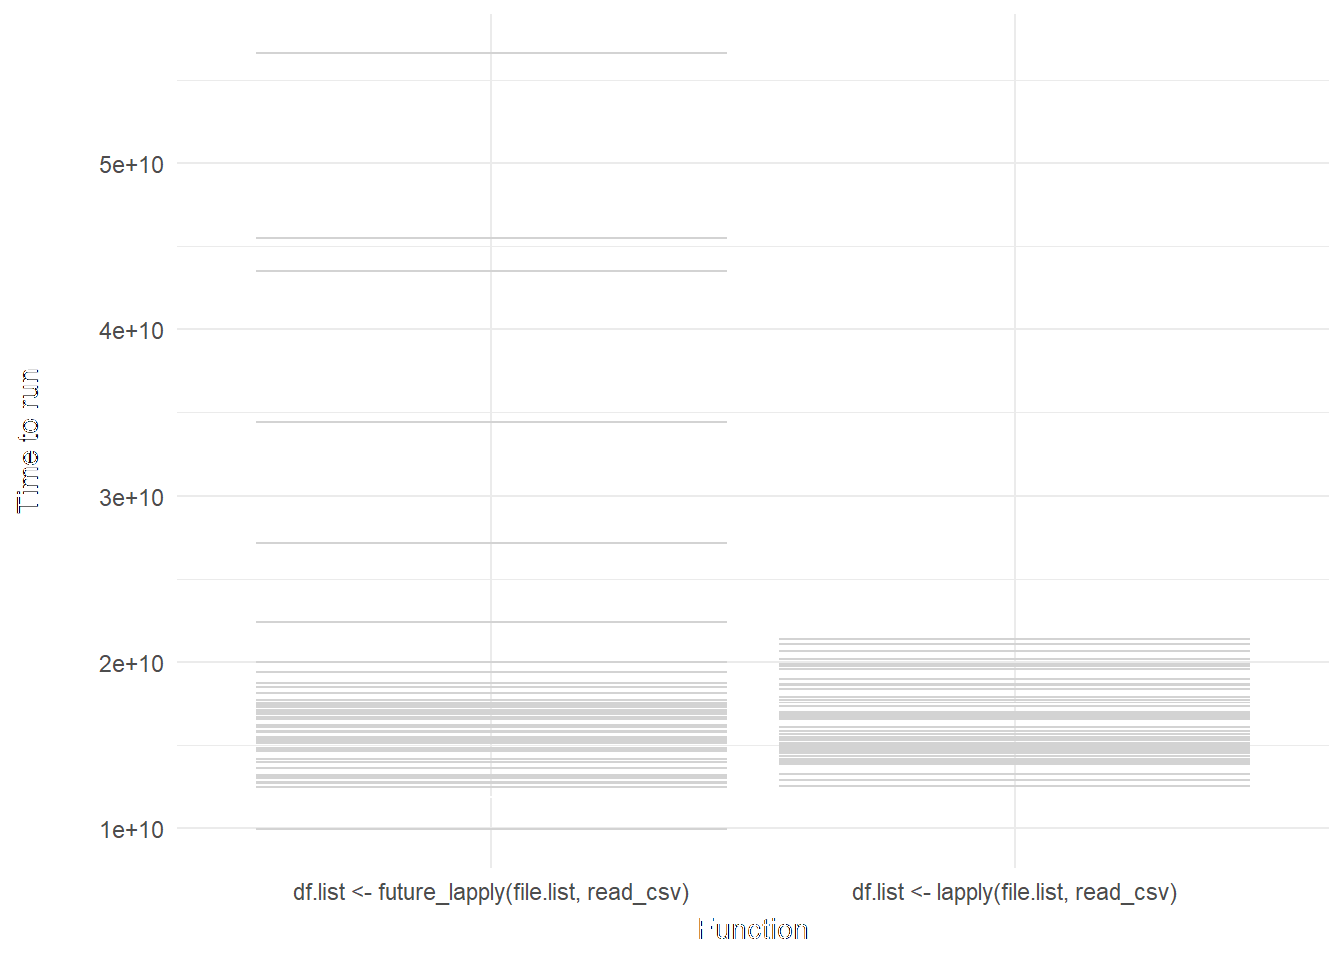 Time to run
5e+10
4e+10
3e+10
2e+10
1e+10
df.list <- future_lapply(file.list, read_csv)
df.list <- lapply(file.list, read_csv)
Function